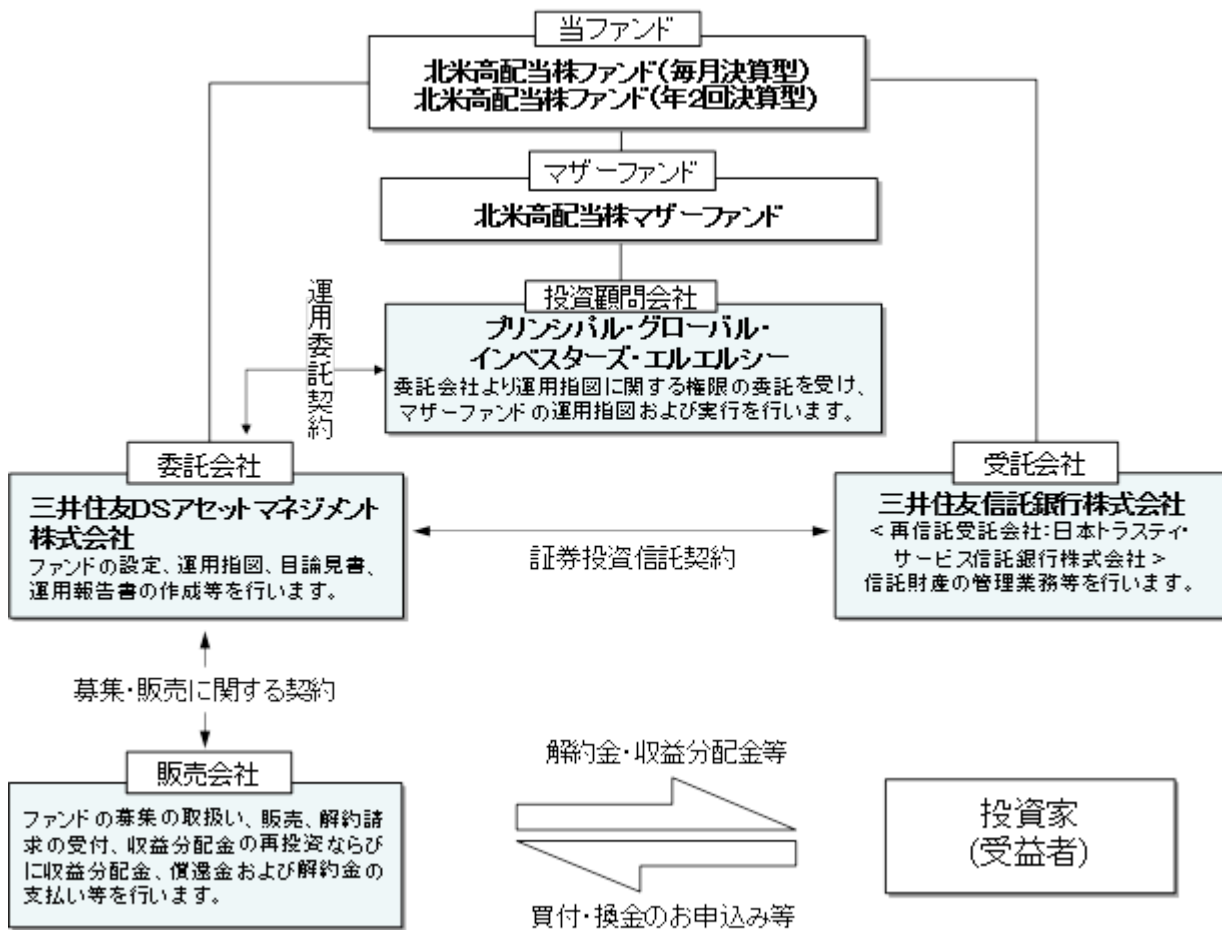 当ファンド
北米高配当株ファンド(毎月決算型)
北米高配当株ファンド(年2回決算型)
マザーファンド
北米高配当株マザーファンド
投資顧問会社
プリンシパル・グローバル・
インベスターズ・エルエルシー
委託会社より運用指図に関する権限の委託を受け、
マザーファンドの運用指図および実行を行います。
運用委託契約
委託会社
三井住友DSアセットマネジメント
株式会社
ファンドの設定、運用指図、目論見書、
運用報告書の作成等を行います。
証券投資信託契約
受託会社
三井住友信託銀行株式会社
<再信託受託会社:日本トラスティ・
サービス信託銀行株式会社>
信託財産の管理業務等を行います。
募集・販売に関する契約
販売会社
ファンドの募集の取扱い、販売、解約請
求の受付、収益分配金の再投資ならび
に収益分配金、償還金および解約金の
支払い等を行います。
解約金・収益分配金等
買付・換金のお申込み等
投資家
(受益者)